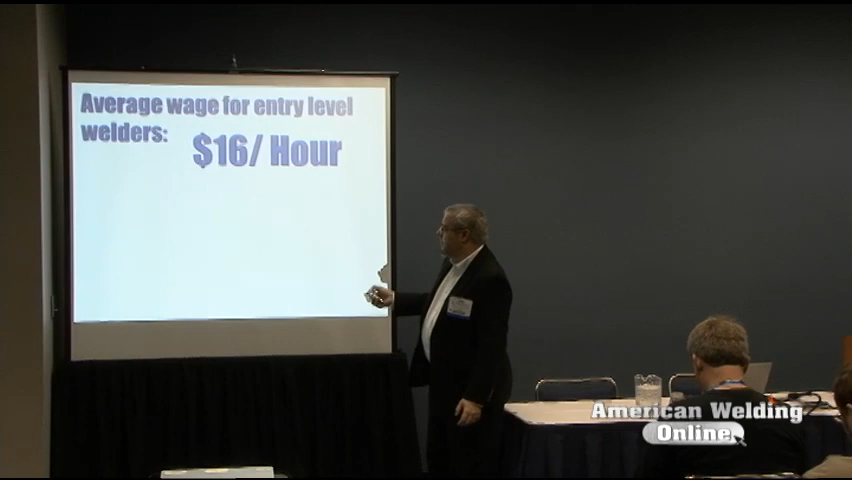 Average wage for entry level
welders:
$16/ Hour
American Welding
Online